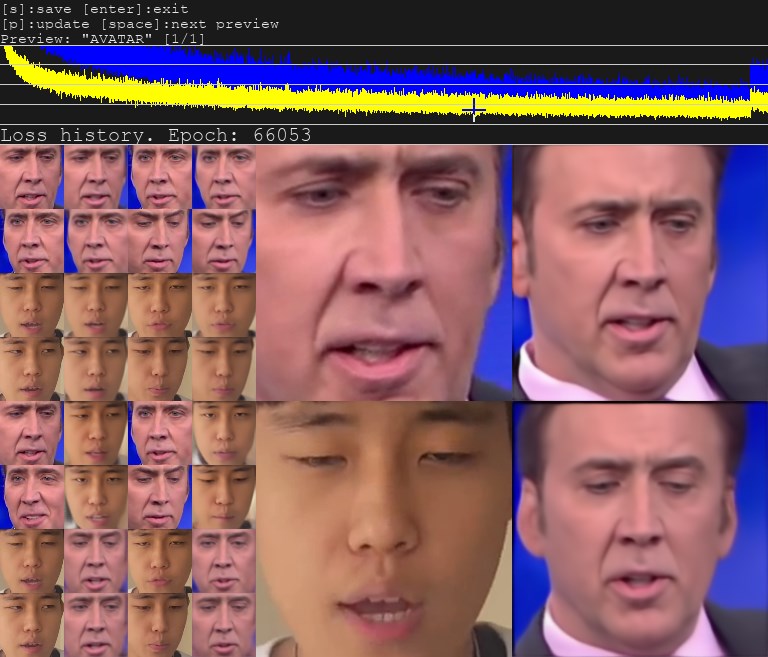 [s]:save [enter]:exit
[p]:update [space]:next preview
Preview: "AVATAR" [1/1]
Loss history. Epoch: 66053